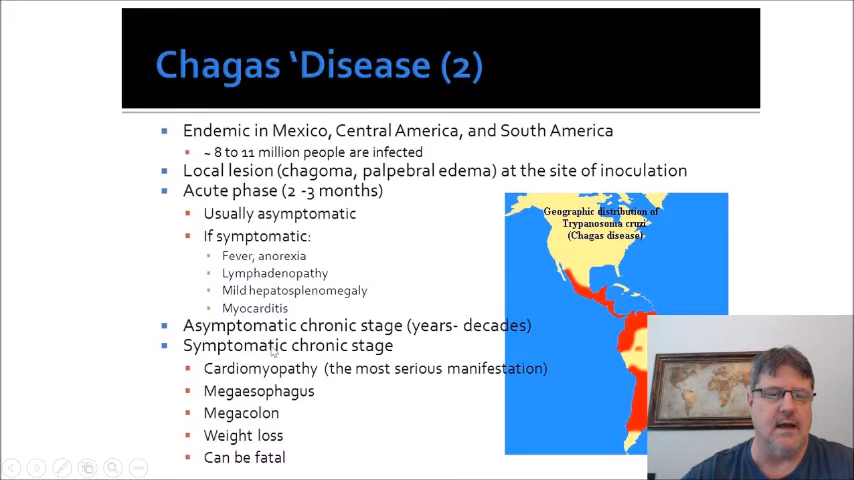 Chagas ‘Disease (2)
Endemic in Mexico, Central America, and South America
~ 8 to 11 million people are infected
Local lesion (chagoma, palpebral edema) at the site of inoculation
Acute phase (2 -3 months)
Usually asymptomatic
If symptomatic:
Fever, anorexia
Lymphadenopathy
Mild hepatosplenomegaly
Myocarditis
Asymptomatic chronic stage (years- decades)
Symptomatic chronic stage
Cardiomyopathy (the most serious manifestation)
Megaesophagus
Megacolon
Weight loss
Can be fatal
Geographic distribution of
Trypanosoma cruzi
(Chagas disease)